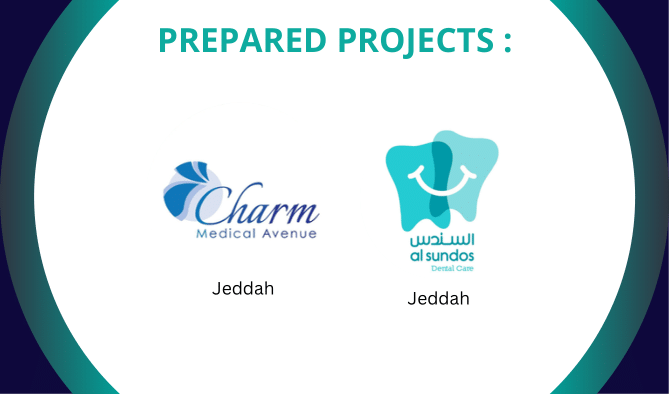 PREPARED PROJECTS :
Charm
Medical Avenue
Jeddah
السندس
al sundos
Dental Care
Jeddah